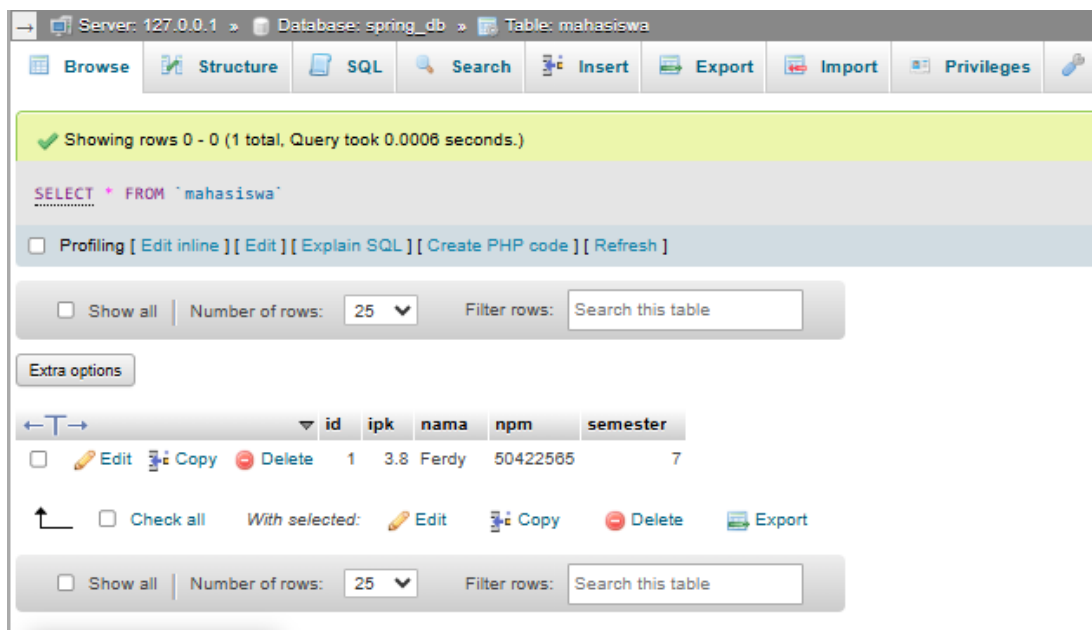 Server: 127.0.0.1 » Database: spring_db » Table: mahasiswa
Browse Structure SQL Search Insert Export Import Privileges
Showing rows 0 - 0 (1 total, Query took 0.0006 seconds.)
SELECT * FROM `mahasiswa`
Profiling [ Edit inline ] [ Edit ] [ Explain SQL ] [ Create PHP code ] [ Refresh ]
Show all Number of rows: 25 Filter rows: Search this table
Extra options
id ipk nama npm semester
Edit Copy Delete 1 3.8 Ferdy 50422565 7
Check all With selected: Edit Copy Delete Export
Show all Number of rows: 25 Filter rows: Search this table